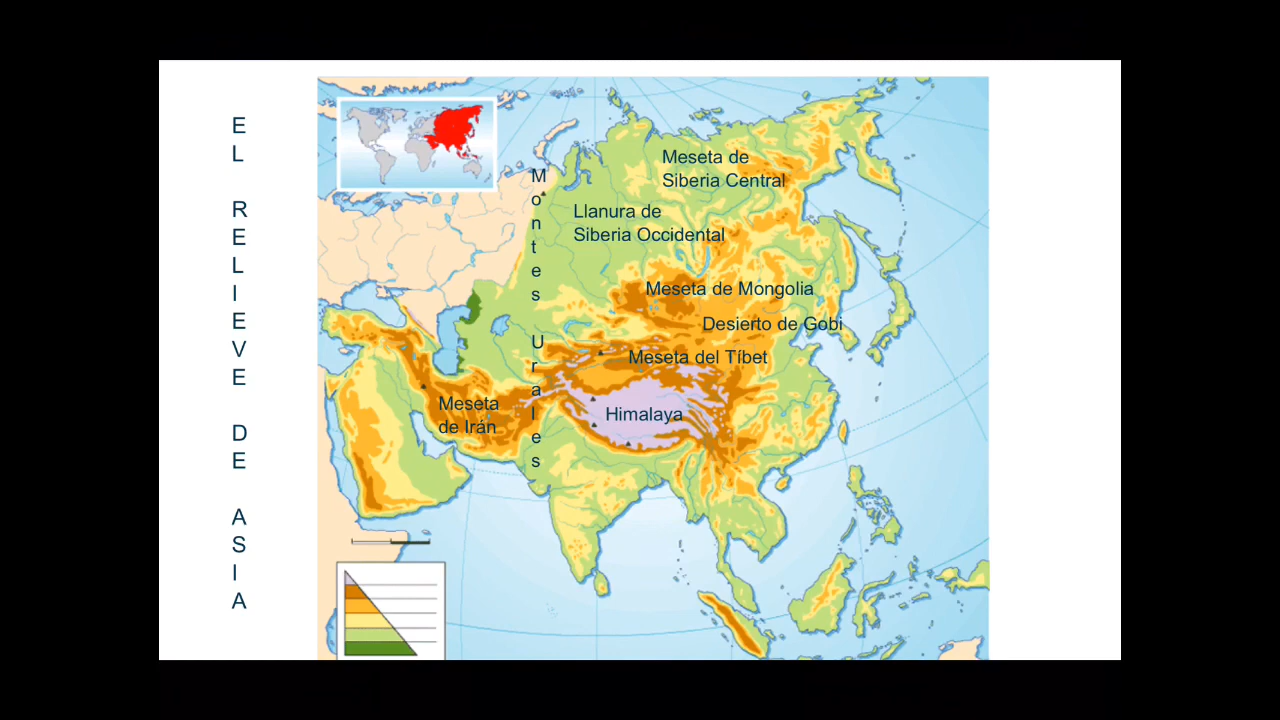 EL RELIEVE DE ASIA
Meseta de
Siberia Central
Montes Urales
Llanura de
Siberia Occidental
Meseta de Mongolia
Desierto de Gobi
Meseta del Tíbet
Meseta
de Irán
Himalaya